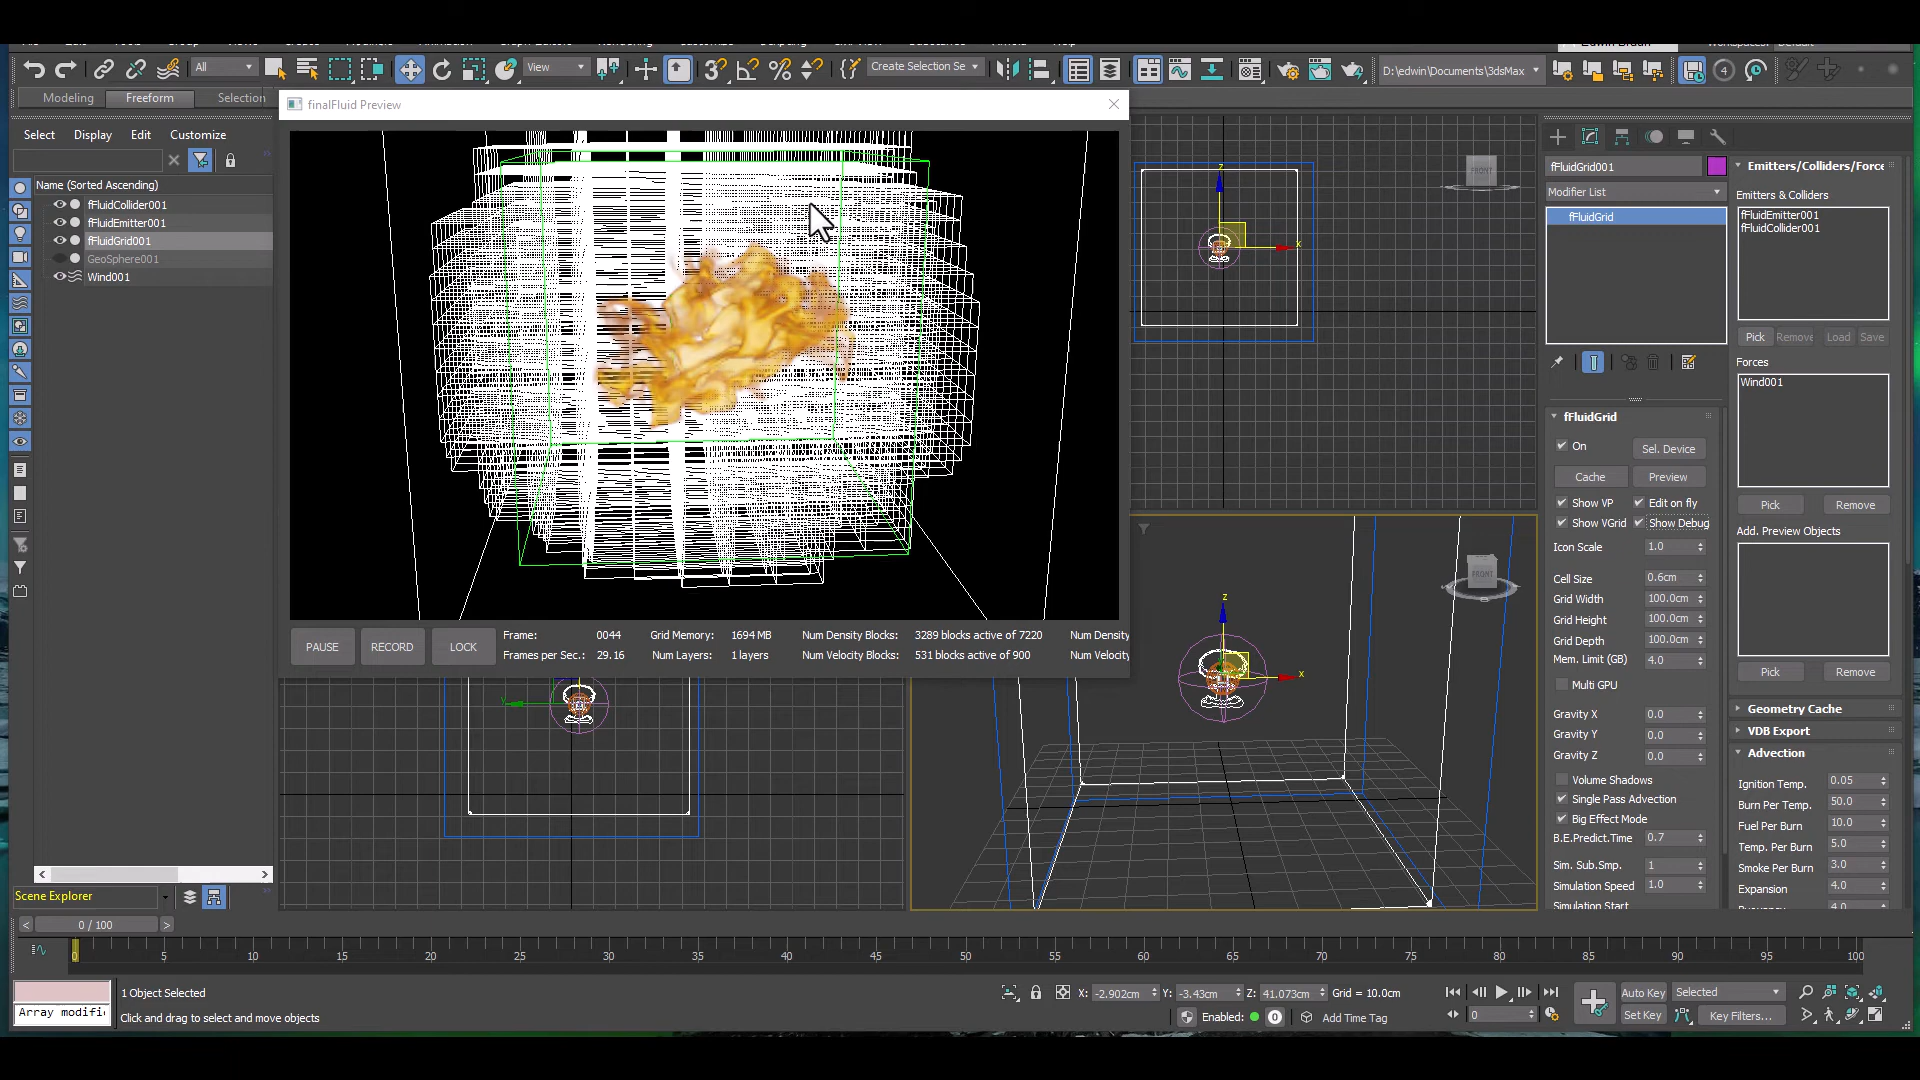 All
View
Create Selection Se
D:\edwin\Documents\3dsMax
4
Modeling
Freeform
Selection
finalFluid Preview
Select
Display
Edit
Customize
Name (Sorted Ascending)
fFluidCollider001
fFluidEmitter001
fFluidGrid001
GeoSphere001
Wind001
PAUSE
RECORD
LOCK
Frame:
0044
Grid Memory:
1694 MB
Num Density Blocks:
3289 blocks active of 7220
Num Density
Frames per Sec.:
29.16
Num Layers:
1 layers
Num Velocity Blocks:
531 blocks active of 900
Num Velocity
z
x
FRONT
z
x
FRONT
y
fFluidGrid001
Modifier List
fFluidGrid
fFluidGrid
On
Sel. Device
Cache
Preview
Show VP
Edit on fly
Show VGrid
Show Debug
Icon Scale
1.0
Cell Size
0.6cm
Grid Width
100.0cm
Grid Height
100.0cm
Grid Depth
100.0cm
Mem. Limit (GB)
4.0
Multi GPU
Gravity X
0.0
Gravity Y
0.0
Gravity Z
0.0
Volume Shadows
Single Pass Advection
Big Effect Mode
B.E.Predict.Time
0.7
Sim. Sub.Smp.
1
Simulation Speed
1.0
Simulation Start
Emitters/Colliders/Force
Emitters & Colliders
fFluidEmitter001
fFluidCollider001
Pick
Remove
Load
Save
Forces
Wind001
Pick
Remove
Add. Preview Objects
Pick
Remove
Geometry Cache
VDB Export
Advection
Ignition Temp.
0.05
Burn Per Temp.
50.0
Fuel Per Burn
10.0
Temp. Per Burn
5.0
Smoke Per Burn
3.0
Expansion
4.0
Scene Explorer
0 / 100
0
5
10
15
20
25
30
35
40
45
50
55
60
65
70
75
80
85
90
95
100
Array modifi
1 Object Selected
Click and drag to select and move objects
X:
-2.902cm
Y:
-3.43cm
Z:
41.073cm
Grid = 10.0cm
Enabled:
0
Add Time Tag
0
Auto Key
Selected
Set Key
Key Filters...